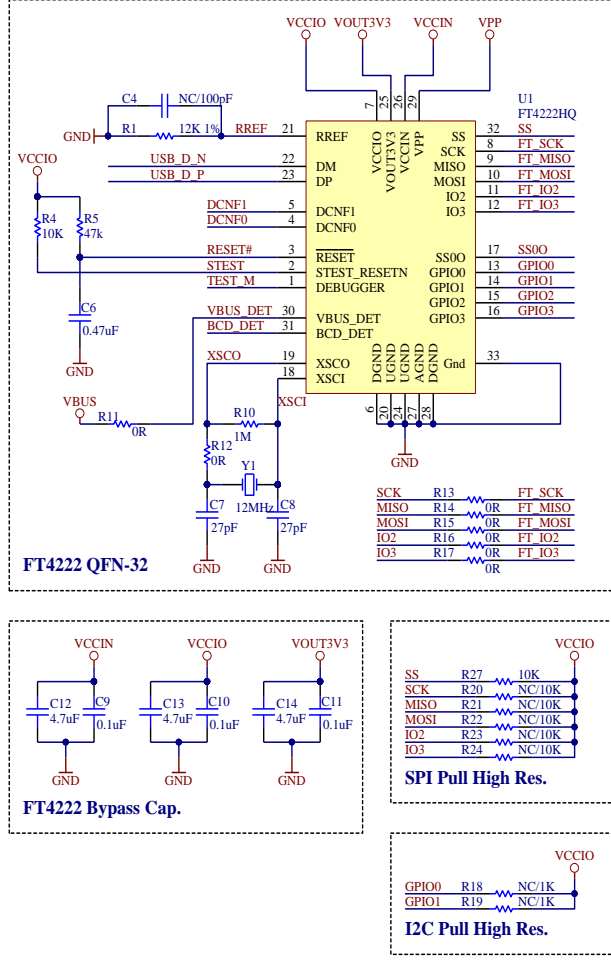 VCCIO VOUT3V3 VCCIN VPP
C4 NC/100pF
GND R1 12K 1% RREF 21 RREF
7 25 26 29
VCCIO VOUT3V3 VCCIN VPP
U1
FT4222HQ
SS 32 SS
SCK 8 FT_SCK
MISO 9 FT_MISO
MOSI 10 FT_MOSI
IO2 11 FT_IO2
IO3 12 FT_IO3
USB_D_N 22 DM
USB_D_P 23 DP
VCCIO
R4 10K
R5 47k
DCNF1 5 DCNF1
DCNF0 4 DCNF0
RESET# 3 RESET
STEST 2 STEST_RESETN
TEST_M 1 DEBUGGER
SS0O 17 SS0O
GPIO0 13 GPIO0
GPIO1 14 GPIO1
GPIO2 15 GPIO2
GPIO3 16 GPIO3
C6
0.47uF
GND
VBUS_DET 30 VBUS_DET
BCD_DET 31 BCD_DET
XSCO 19 XSCO
18 XSCI
XSCI
Gnd 33
DGND UGND UGND AGND DGND
6 20 24 27 28
GND
VBUS R11
0R
R10
1M
R12
0R
Y1
12MHz
C7
27pF
C8
27pF
GND GND
SCK R13 0R FT_SCK
MISO R14 0R FT_MISO
MOSI R15 0R FT_MOSI
IO2 R16 0R FT_IO2
IO3 R17 0R FT_IO3
FT4222 QFN-32
VCCIN VCCIO VOUT3V3
C12 C9 C13 C10 C14 C11
4.7uF 0.1uF 4.7uF 0.1uF 4.7uF 0.1uF
GND GND GND
FT4222 Bypass Cap.
VCCIO
SS R27 10K
SCK R20 NC/10K
MISO R21 NC/10K
MOSI R22 NC/10K
IO2 R23 NC/10K
IO3 R24 NC/10K
SPI Pull High Res.
VCCIO
GPIO0 R18 NC/1K
GPIO1 R19 NC/1K
I2C Pull High Res.